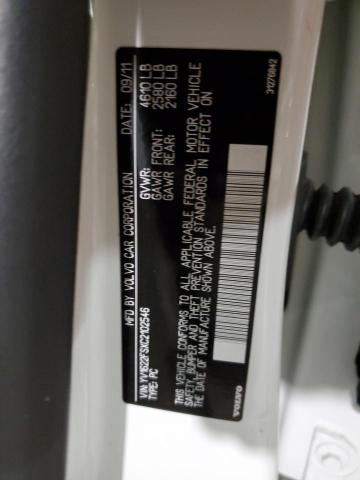 MFD BY VOLVO CAR CORPORATION DATE: 09/11
GVWR: 4610 LB
GAWR FRONT: 2580 LB
GAWR REAR: 2160 LB
VIN: YV1622FSXC2102546
TYPE: PC
THIS VEHICLE CONFORMS TO ALL APPLICABLE FEDERAL MOTOR VEHICLE
SAFETY, BUMPER AND THEFT PREVENTION STANDARDS IN EFFECT ON
THE DATE OF MANUFACTURE SHOWN ABOVE.
VOLVO
31276842